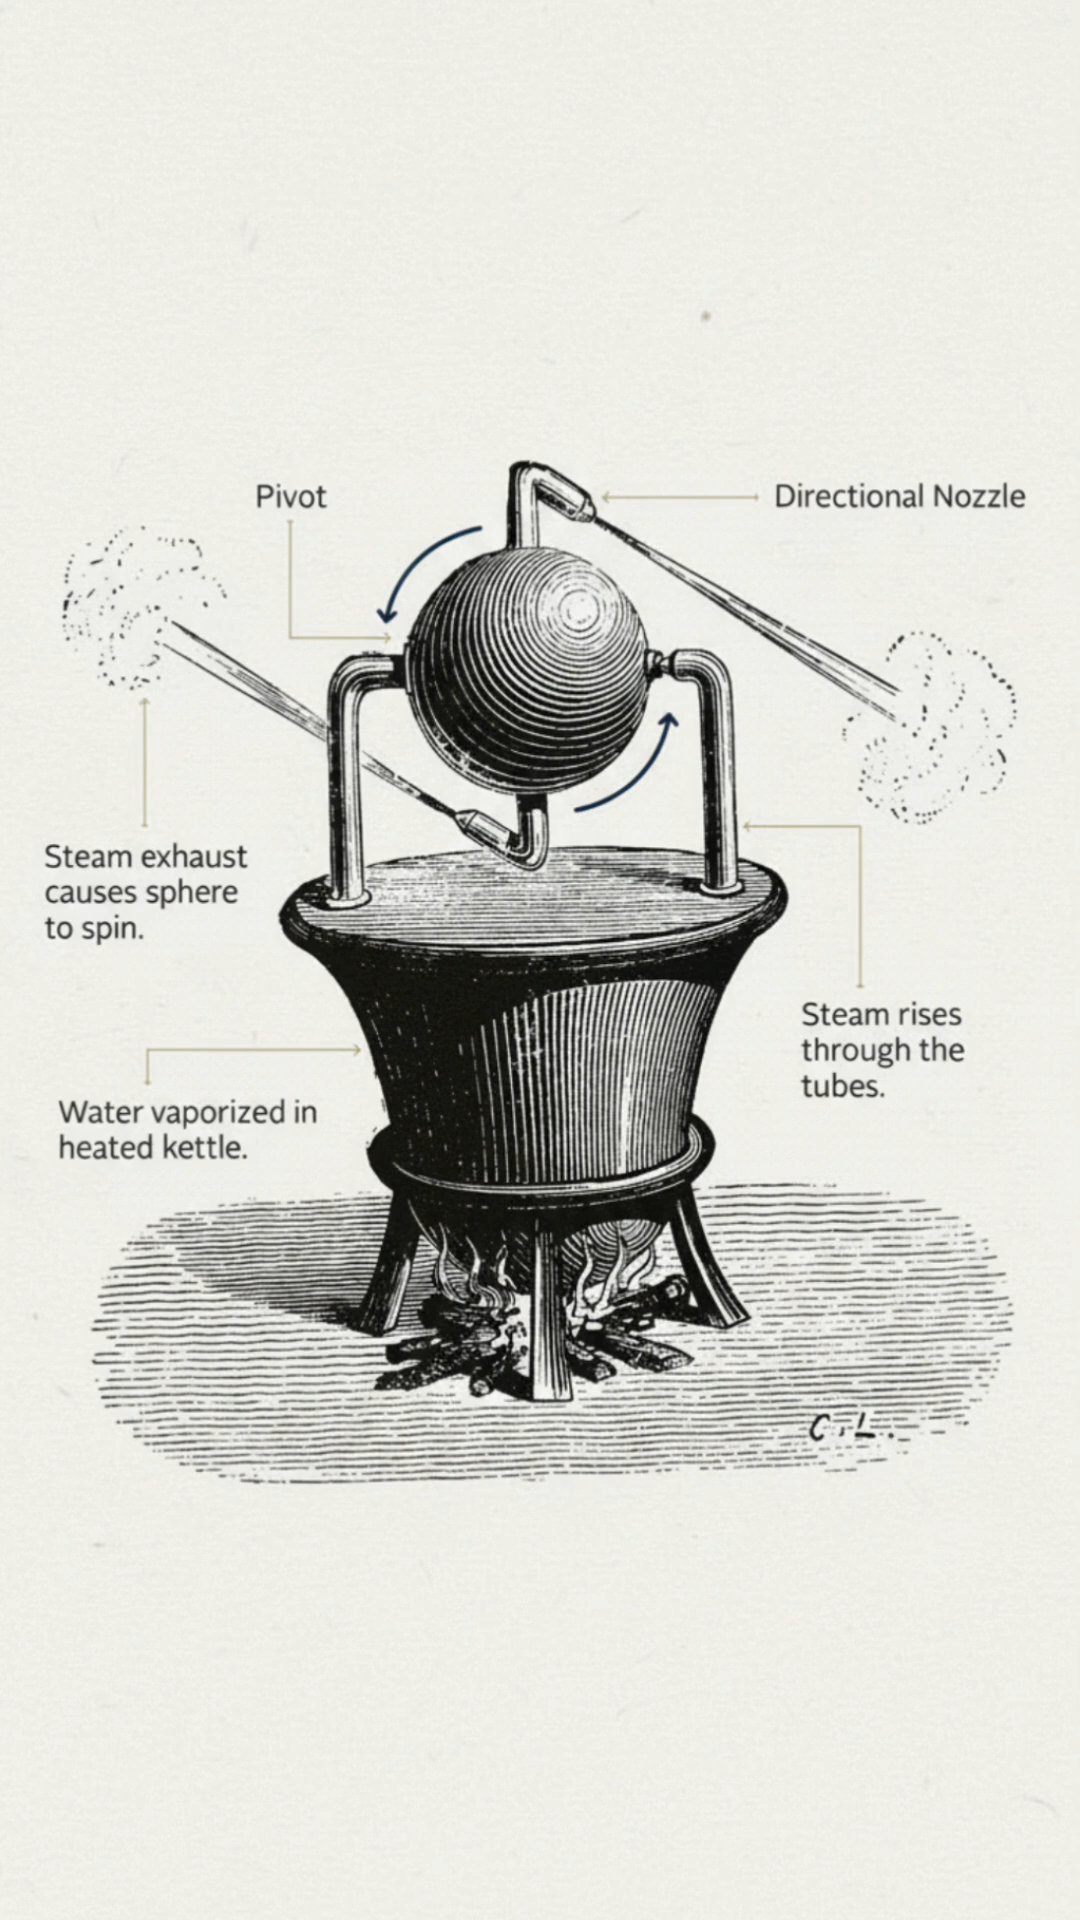 Pivot
Directional Nozzle
Steam exhaust
causes sphere
to spin.
Steam rises
through the
tubes.
Water vaporized in
heated kettle.
C.L.